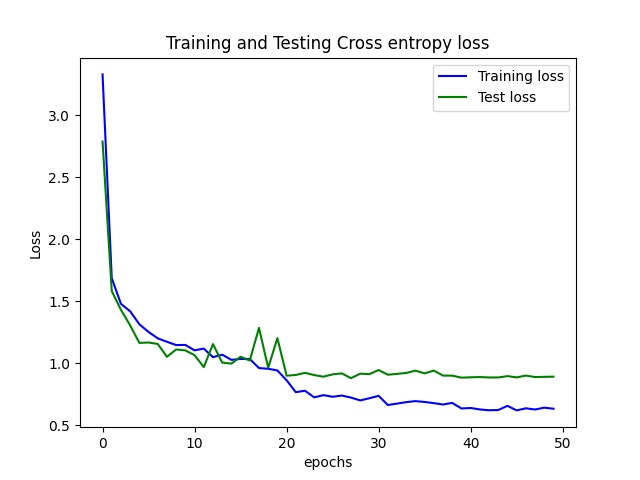 Training and Testing Cross entropy loss
Training loss
Test loss
3.0
2.5
2.0
1.5
1.0
0.5
Loss
0 10 20 30 40 50
epochs